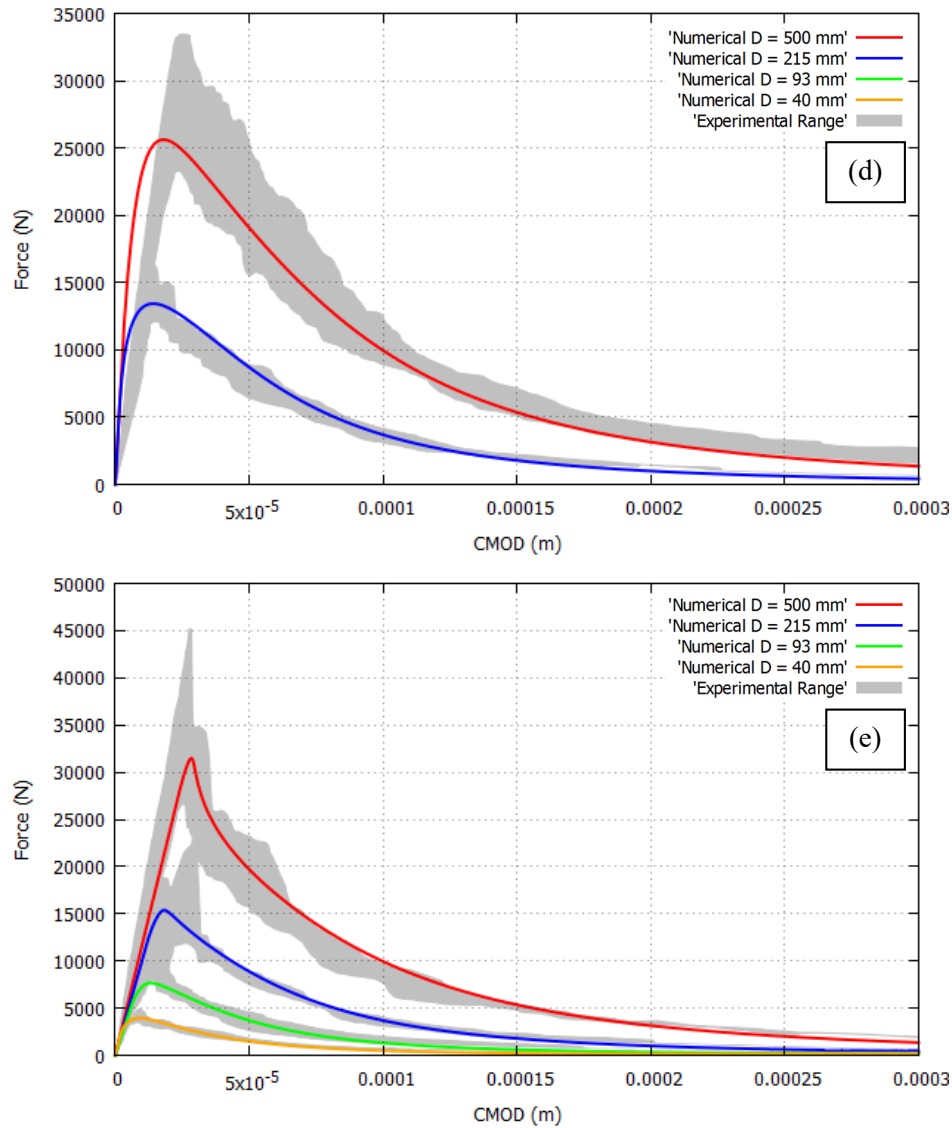 35000
30000
25000
20000
15000
10000
5000
0
Force (N)
'Numerical D = 500 mm'
'Numerical D = 215 mm'
'Numerical D = 93 mm'
'Numerical D = 40 mm'
'Experimental Range'
(d)
0 5x10-5 0.0001 0.00015 0.0002 0.00025 0.0003
CMOD (m)
50000
45000
40000
35000
30000
25000
20000
15000
10000
5000
0
Force (N)
'Numerical D = 500 mm'
'Numerical D = 215 mm'
'Numerical D = 93 mm'
'Numerical D = 40 mm'
'Experimental Range'
(e)
0 5x10-5 0.0001 0.00015 0.0002 0.00025 0.0003
CMOD (m)